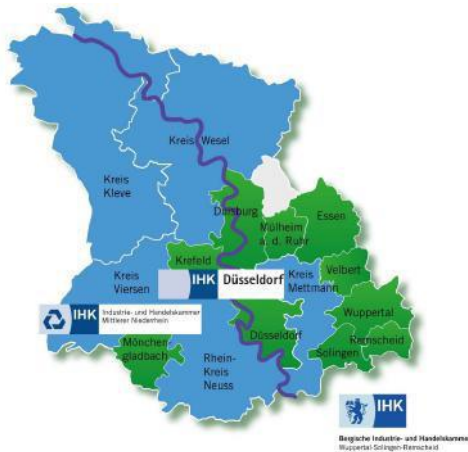 Kreis Wesel
Kreis
Kleve
Duisburg
Mülheim
a. d. Ruhr
Essen
Krefeld
Kreis
Viersen
IHK
Düsseldorf
Kreis
Mettmann
Velbert
IHK
Industrie- und Handelskammer
Mittlerer Niederrhein
Wuppertal
Remscheid
Solingen
Düsseldorf
Mönchen
gladbach
Rhein-
Kreis
Neuss
IHK
Bergische Industrie- und Handelskammer
Wuppertal-Solingen-Remscheid